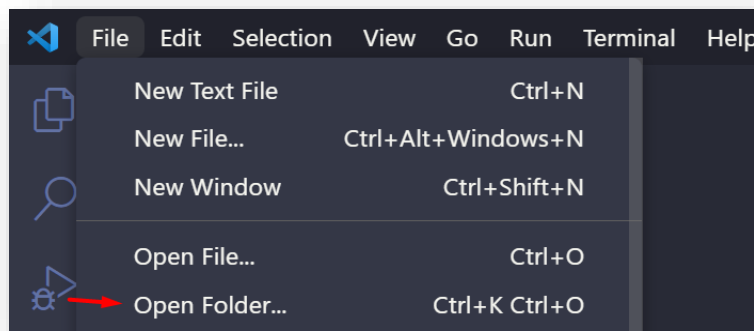 File Edit Selection View Go Run Terminal Help
New Text File Ctrl+N
New File... Ctrl+Alt+Windows+N
New Window Ctrl+Shift+N
Open File... Ctrl+O
Open Folder... Ctrl+K Ctrl+O